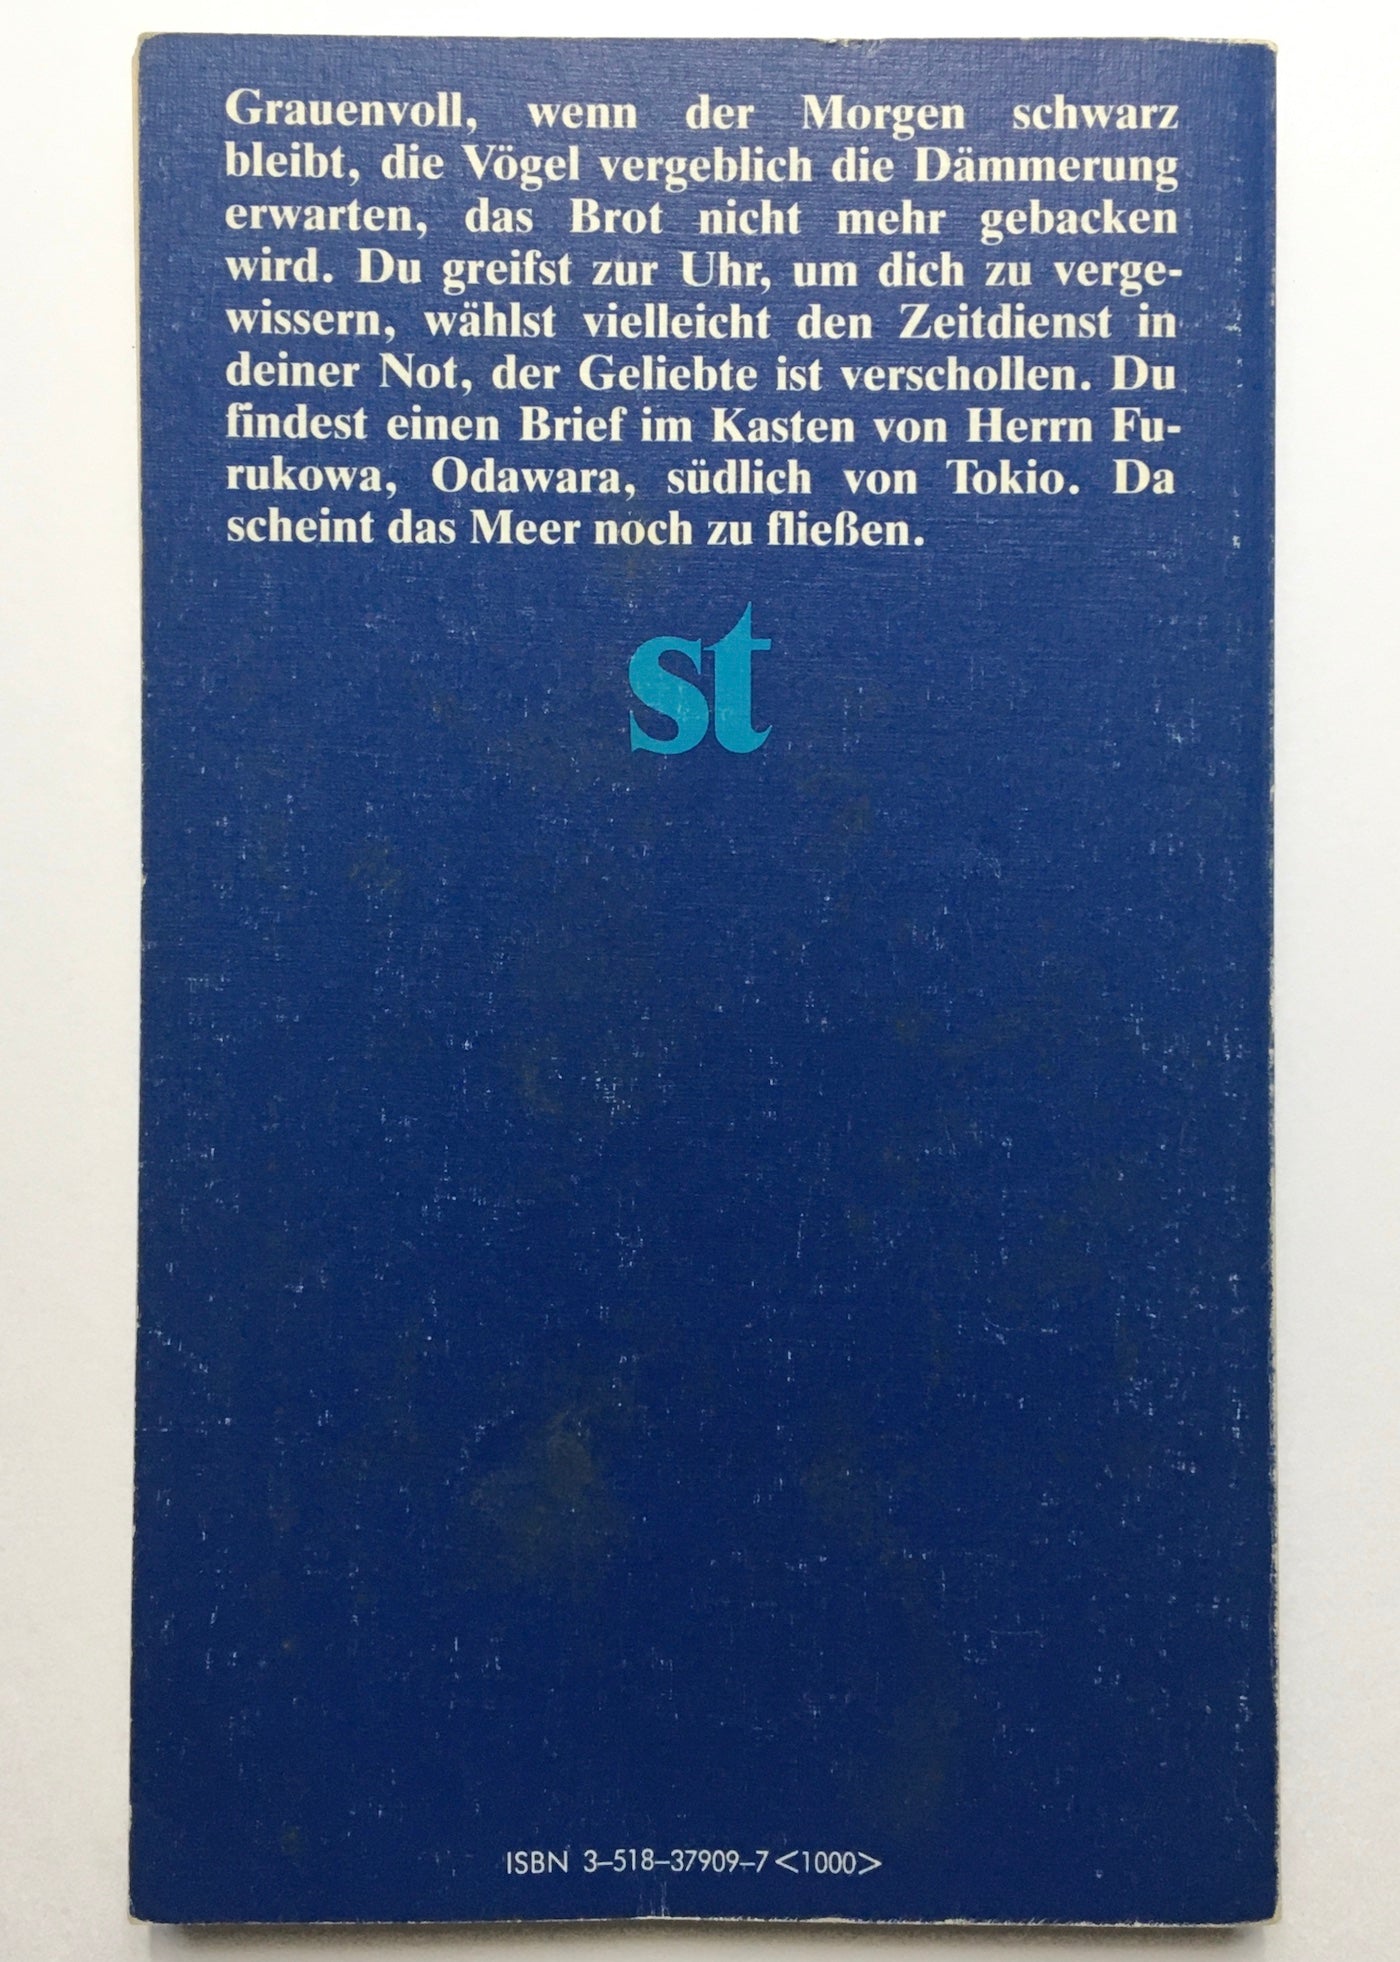 Grauenvoll, wenn der Morgen schwarz
bleibt, die Vögel vergeblich die Dämmerung
erwarten, das Brot nicht mehr gebacken
wird. Du greifst zur Uhr, um dich zu verge-
wissern, wählst vielleicht den Zeitdienst in
deiner Not, der Geliebte ist verschollen. Du
findest einen Brief im Kasten von Herrn Fu-
rukowa, Odawara, südlich von Tokio. Da
scheint das Meer noch zu fließen.
st
ISBN 3-518-37909-7<1000>